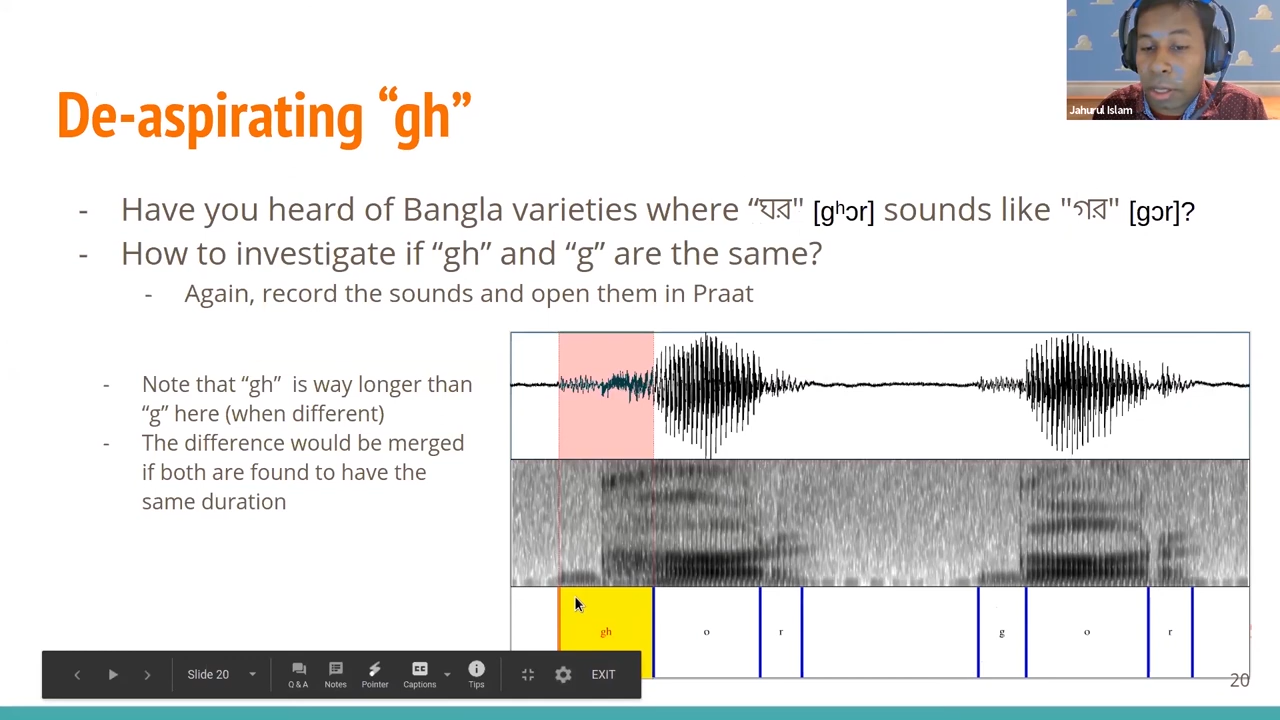 Jahurul Islam
De-aspirating “gh”
- Have you heard of Bangla varieties where “ঘর" [gʰɔr] sounds like "গর" [gɔr]?
- How to investigate if “gh” and “g” are the same?
- Again, record the sounds and open them in Praat
- Note that “gh” is way longer than
“g” here (when different)
- The difference would be merged
if both are found to have the
same duration
gh o r g o r
Slide 20 Q & A Notes Pointer Captions Tips EXIT
20